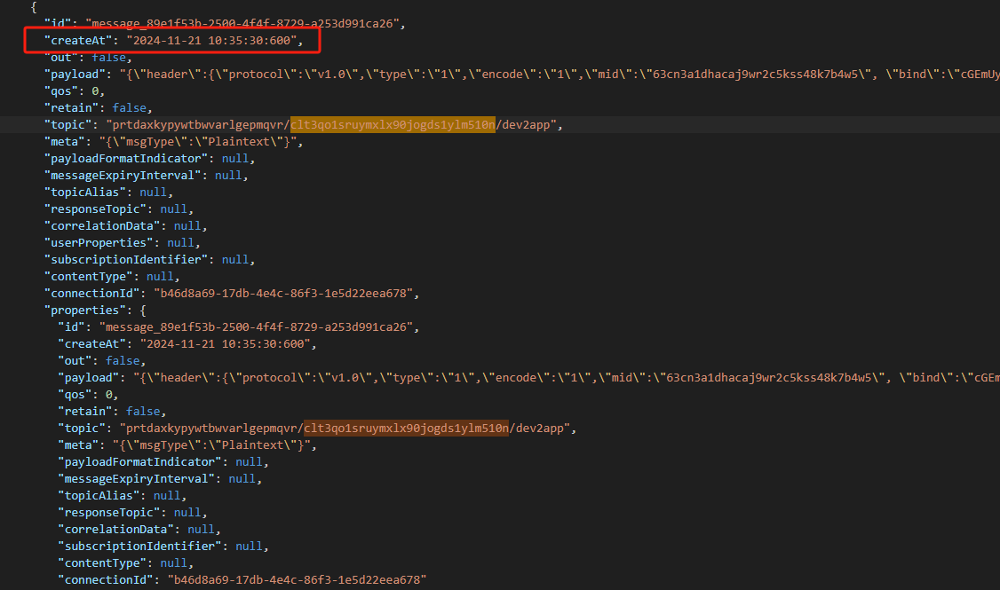 {
"id": "message_89e1f53b-2500-4f4f-8729-a253d991ca26",
"createAt": "2024-11-21 10:35:30:600",
"out": false,
"payload": "{\"header\":{\"protocol\":\"v1.0\",\"type\":\"1\",\"encode\":\"1\",\"mid\":\"63cn3a1dhacaj9wr2c5kss48k7b4w5\", \"bind\":\"cGEmUy
"qos": 0,
"retain": false,
"topic": "prtdaxkypywtbwvarlgepmqvr/clt3qo1sruymxlx90jogds1ylm510n/dev2app",
"meta": "{\"msgType\":\"Plaintext\"}",
"payloadFormatIndicator": null,
"messageExpiryInterval": null,
"topicAlias": null,
"responseTopic": null,
"correlationData": null,
"userProperties": null,
"subscriptionIdentifier": null,
"contentType": null,
"connectionId": "b46d8a69-17db-4e4c-86f3-1e5d22eea678",
"properties": {
"id": "message_89e1f53b-2500-4f4f-8729-a253d991ca26",
"createAt": "2024-11-21 10:35:30:600",
"out": false,
"payload": "{\"header\":{\"protocol\":\"v1.0\",\"type\":\"1\",\"encode\":\"1\",\"mid\":\"63cn3a1dhacaj9wr2c5kss48k7b4w5\", \"bind\":\"cGEm
"qos": 0,
"retain": false,
"topic": "prtdaxkypywtbwvarlgepmqvr/clt3qo1sruymxlx90jogds1ylm510n/dev2app",
"meta": "{\"msgType\":\"Plaintext\"}",
"payloadFormatIndicator": null,
"messageExpiryInterval": null,
"topicAlias": null,
"responseTopic": null,
"correlationData": null,
"subscriptionIdentifier": null,
"contentType": null,
"connectionId": "b46d8a69-17db-4e4c-86f3-1e5d22eea678"